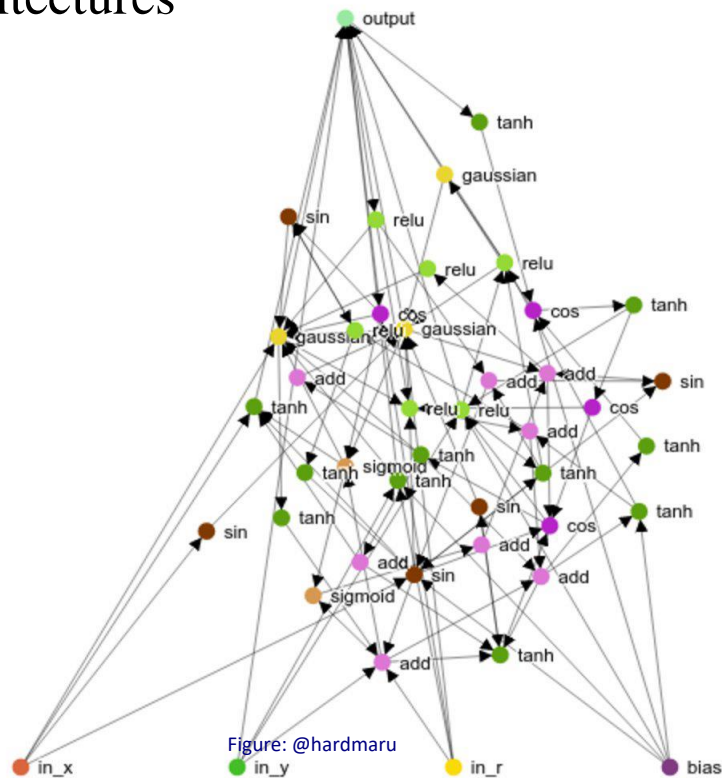 itectures
output
tanh
gaussian
sin
relu
relu
relu
cos
cos
tanh
gaussian
relu
gaussian
add
add
add
sin
tanh
relu
relu
cos
add
tanh
tanh
sigmoid
tanh
tanh
tanh
sin
tanh
tanh
sin
cos
add
add
sin
add
sigmoid
add
tanh
Figure: @hardmaru
in_x
in_y
in_r
bias